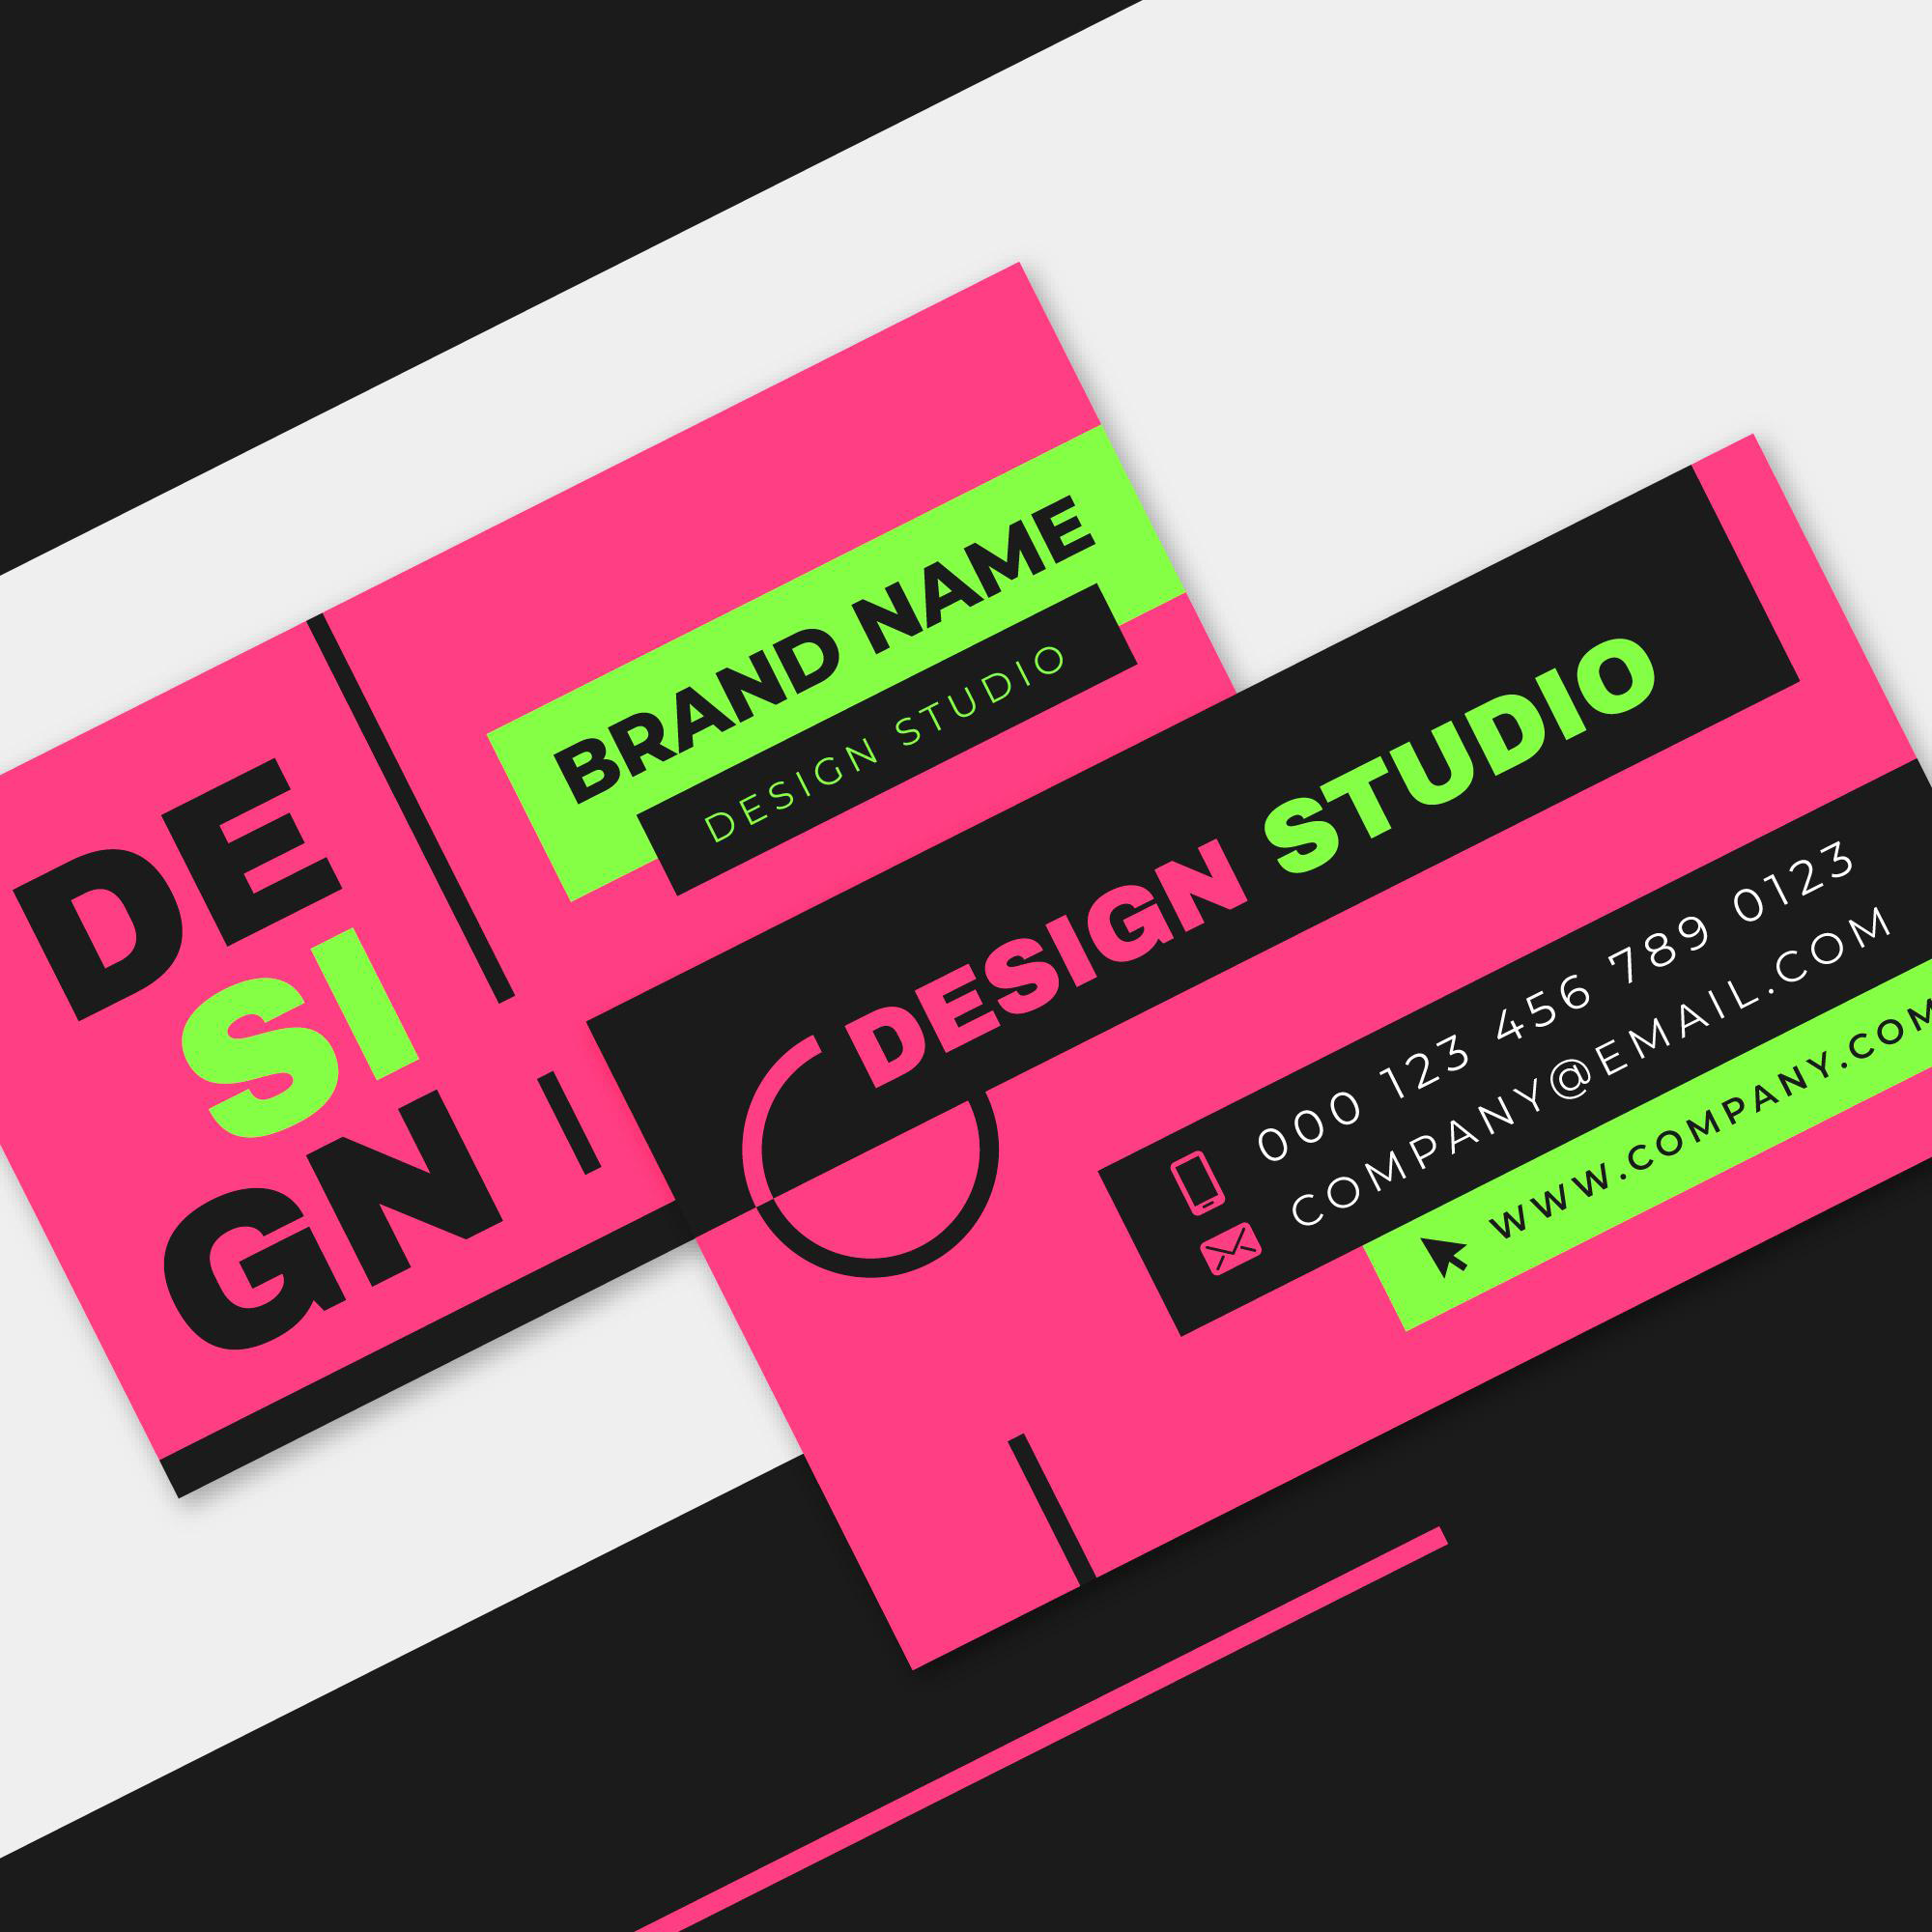 DE
SI
GN
BRAND NAME
DESIGN STUDIO
DESIGN STUDIO
000 123 456 789 0123
COMPANY@EMAIL.COM
WWW.COMPANY.COM